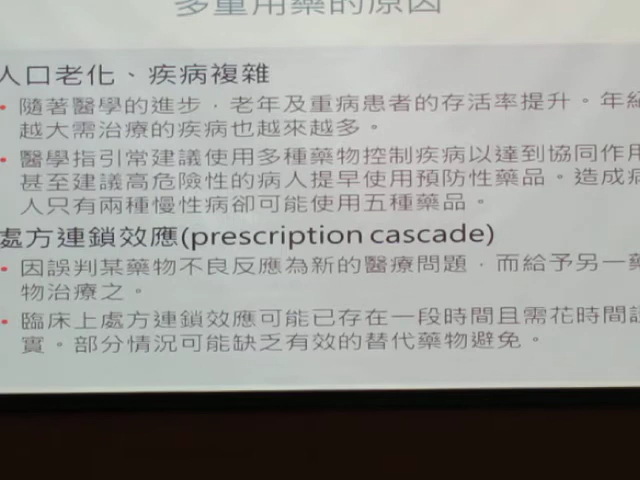 多重用藥的原因
人口老化、疾病複雜
• 隨著醫學的進步，老年及重病患者的存活率提升。年紀
越大需治療的疾病也越來越多。
• 醫學指引常建議使用多種藥物控制疾病以達到協同作用
甚至建議高危險性的病人提早使用預防性藥品。造成病
人只有兩種慢性病卻可能使用五種藥品。
處方連鎖效應(prescription cascade)
• 因誤判某藥物不良反應為新的醫療問題，而給予另一藥
物治療之。
• 臨床上處方連鎖效應可能已存在一段時間且需花時間證
實。部分情況可能缺乏有效的替代藥物避免。